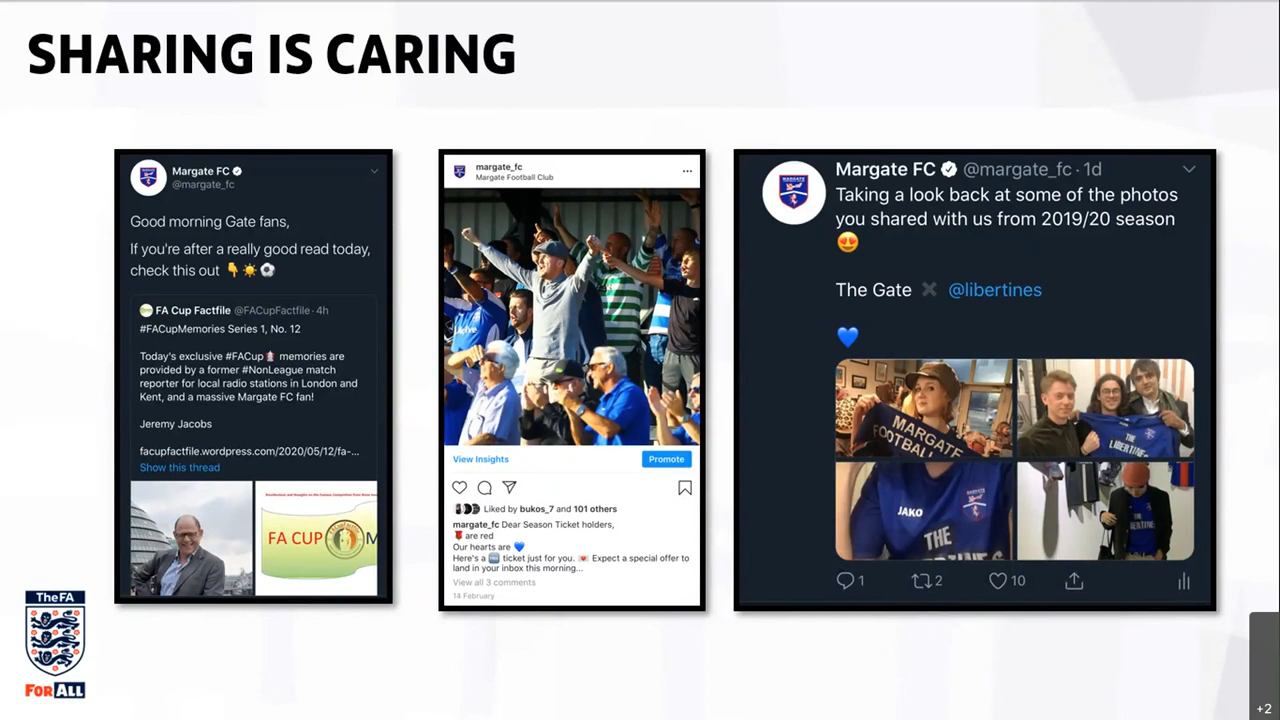 SHARING IS CARING
Margate FC
@margate_fc
Good morning Gate fans,
If you're after a really good read today,
check this out 👇☀️⚽
FA Cup Factfile @FACupFactfile · 4h
#FACupMemories Series 1, No. 12
Today's exclusive #FACup memories are
provided by a former #NonLeague match
reporter for local radio stations in London and
Kent, and a massive Margate FC fan!
Jeremy Jacobs
facupfactfile.wordpress.com/2020/05/12/fa-...
Show this thread
FA CUP
margate_fc
Margate Football Club
View Insights
Promote
Liked by bukos_7 and 101 others
margate_fc Dear Season Ticket holders,
🌹 are red
Our hearts are 💙
Here's a 🆓 ticket just for you. 💌 Expect a special offer to
land in your inbox this morning...
View all 3 comments
14 February
Margate FC @margate_fc · 1d
Taking a look back at some of the photos
you shared with us from 2019/20 season
😍
The Gate ✖ @libertines
💙
MARGATE
FOOTBALL
THE
LIBERTINES
JAKO
THE
1
2
10
The FA
FOR ALL
+2